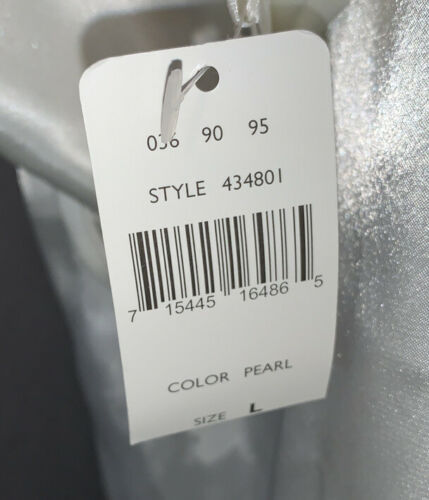 036 90 95
STYLE 434801
7 15445 16486 5
COLOR PEARL
SIZE L